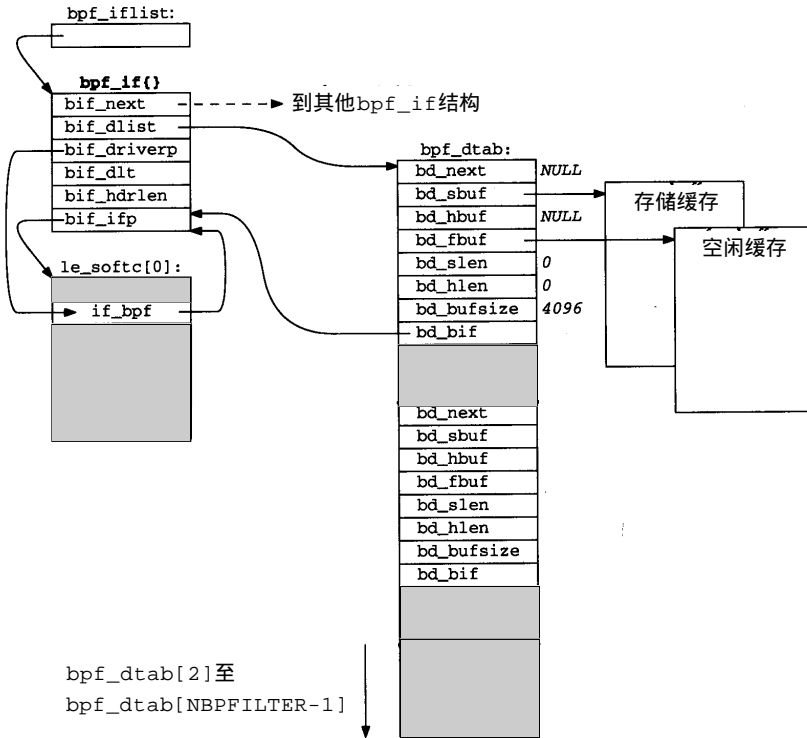 bpf_iflist:
bpf_if{}
bif_next
到其他bpf_if结构
bif_dlist
bif_driverp
bif_dlt
bif_hdrlen
bif_ifp
le_softc[0]:
if_bpf
bpf_dtab:
bd_next NULL
bd_sbuf
bd_hbuf NULL
bd_fbuf
bd_slen 0
bd_hlen 0
bd_bufsize 4096
bd_bif
存储缓存
空闲缓存
bd_next
bd_sbuf
bd_hbuf
bd_fbuf
bd_slen
bd_hlen
bd_bufsize
bd_bif
bpf_dtab[2]至
bpf_dtab[NBPFILTER-1]